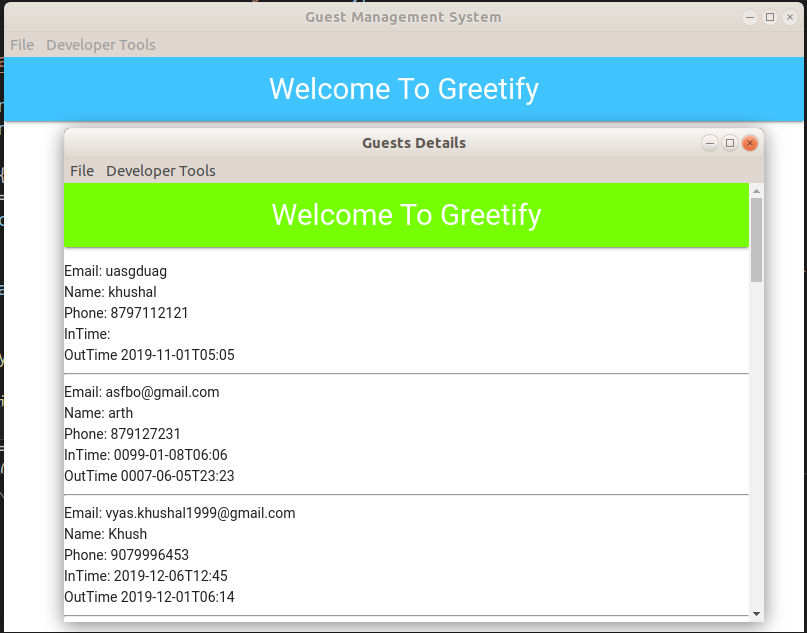 Guest Management System
File Developer Tools
Welcome To Greetify
Guests Details
File Developer Tools
Welcome To Greetify
Email: uasgduag
Name: khushal
Phone: 8797112121
InTime:
OutTime 2019-11-01T05:05
Email: asfbo@gmail.com
Name: arth
Phone: 879127231
InTime: 0099-01-08T06:06
OutTime 0007-06-05T23:23
Email: vyas.khushal1999@gmail.com
Name: Khush
Phone: 9079996453
InTime: 2019-12-06T12:45
OutTime 2019-12-01T06:14